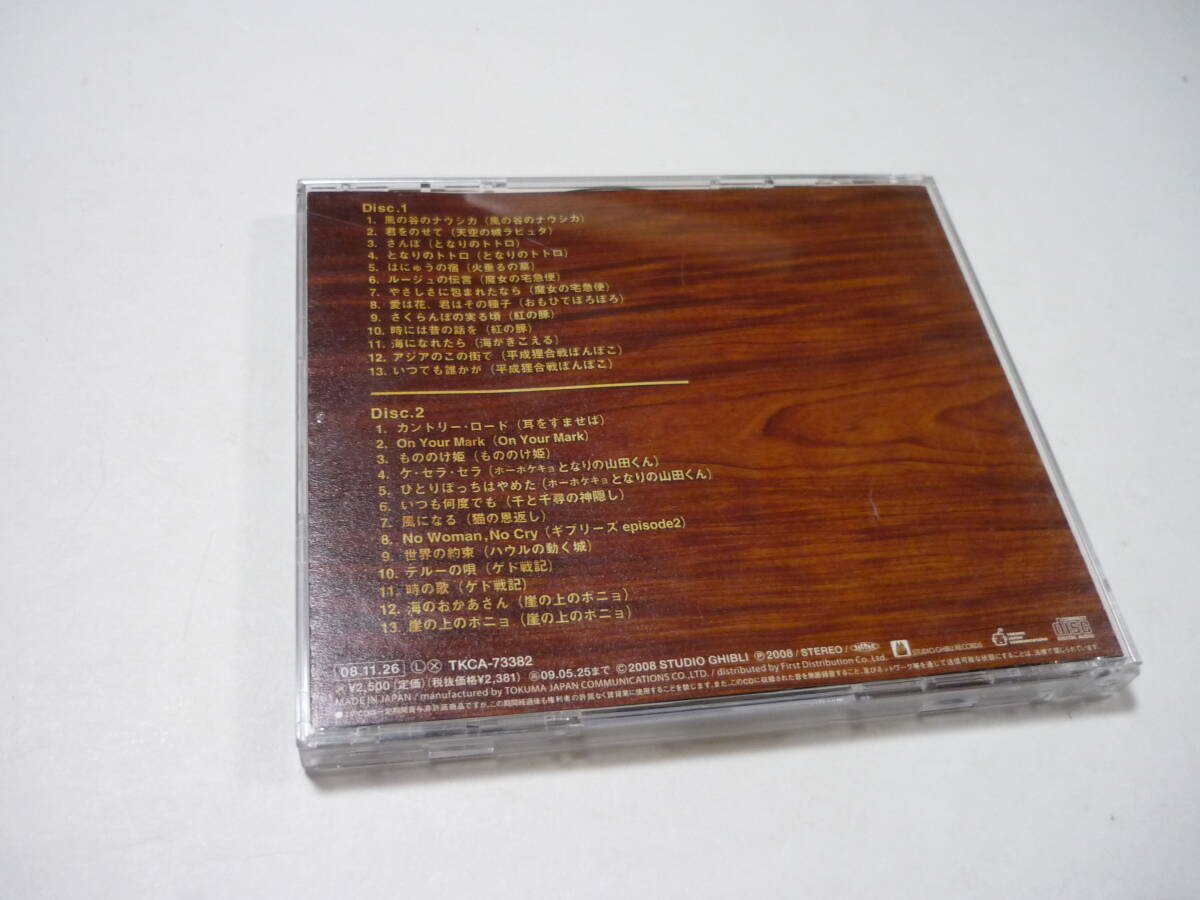 Disc.1
1. 風の谷のナウシカ（風の谷のナウシカ）
2. 君をのせて（天空の城ラピュタ）
3. さんぽ（となりのトトロ）
4. となりのトトロ（となりのトトロ）
5. はにゅうの宿（火垂るの墓）
6. ルージュの伝言（魔女の宅急便）
7. やさしさに包まれたなら（魔女の宅急便）
8. 愛は花、君はその種子（おもひでぽろぽろ）
9. さくらんぼの実る頃（紅の豚）
10. 時には昔の話を（紅の豚）
11. 海になれたら（海がきこえる）
12. アジアのこの街で（平成狸合戦ぽんぽこ）
13. いつでも誰かが（平成狸合戦ぽんぽこ）
Disc.2
1. カントリー・ロード（耳をすませば）
2. On Your Mark（On Your Mark）
3. もののけ姫（もののけ姫）
4. ケ・セラ・セラ（ホーホケキョとなりの山田くん）
5. ひとりぼっちはやめた（ホーホケキョとなりの山田くん）
6. いつも何度でも（千と千尋の神隠し）
7. 風になる（猫の恩返し）
8. No Woman,No Cry（ギブリーズ episode2）
9. 世界の約束（ハウルの動く城）
10. テルーの唄（ゲド戦記）
11. 時の歌（ゲド戦記）
12. 海のおかあさん（崖の上のポニョ）
13. 崖の上のポニョ（崖の上のポニョ）
08.11.26 Ⓛ TKCA-73382 ©2008 STUDIO GHIBLI ℗2008 / STEREO / STUDIO GHIBLI RECORDS
¥2,500（定価）（税抜価格¥2,381） 09.05.25まで / distributed by First Distribution Co., Ltd.
MADE IN JAPAN / manufactured by TOKUMA JAPAN COMMUNICATIONS CO., LTD.
COMPACT disc DIGITAL AUDIO